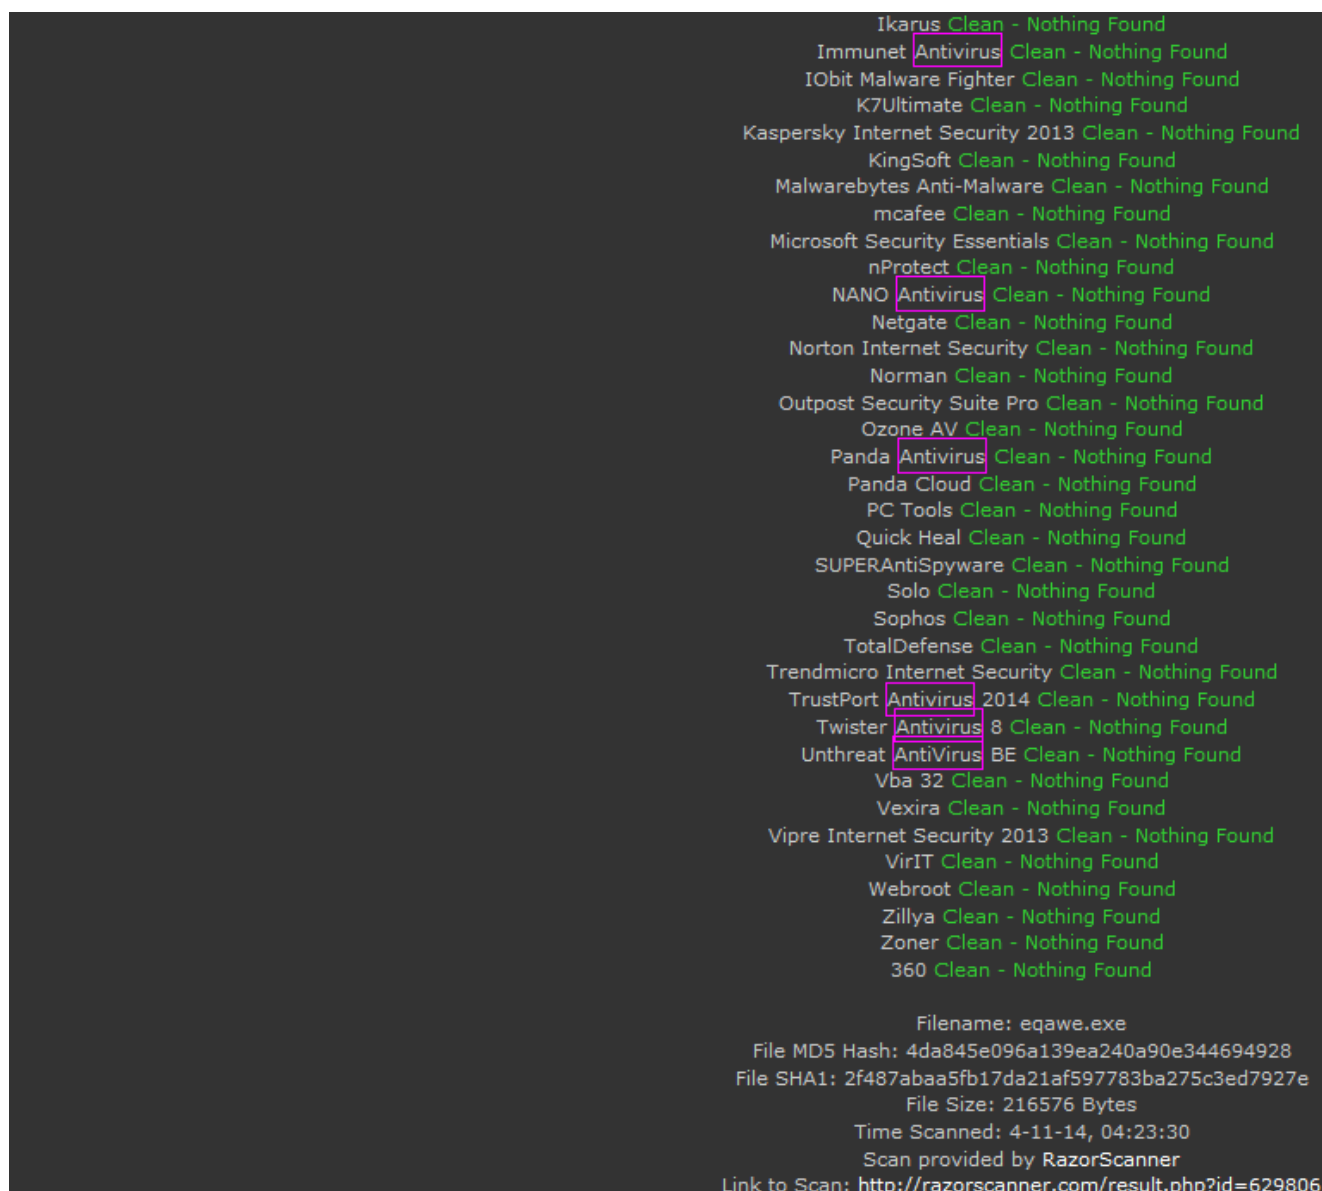 Ikarus Clean - Nothing Found
Immunet Antivirus Clean - Nothing Found
IObit Malware Fighter Clean - Nothing Found
K7Ultimate Clean - Nothing Found
Kaspersky Internet Security 2013 Clean - Nothing Found
KingSoft Clean - Nothing Found
Malwarebytes Anti-Malware Clean - Nothing Found
mcafee Clean - Nothing Found
Microsoft Security Essentials Clean - Nothing Found
nProtect Clean - Nothing Found
NANO Antivirus Clean - Nothing Found
Netgate Clean - Nothing Found
Norton Internet Security Clean - Nothing Found
Norman Clean - Nothing Found
Outpost Security Suite Pro Clean - Nothing Found
Ozone AV Clean - Nothing Found
Panda Antivirus Clean - Nothing Found
Panda Cloud Clean - Nothing Found
PC Tools Clean - Nothing Found
Quick Heal Clean - Nothing Found
SUPERAntiSpyware Clean - Nothing Found
Solo Clean - Nothing Found
Sophos Clean - Nothing Found
TotalDefense Clean - Nothing Found
Trendmicro Internet Security Clean - Nothing Found
TrustPort Antivirus 2014 Clean - Nothing Found
Twister Antivirus 8 Clean - Nothing Found
Unthreat AntiVirus BE Clean - Nothing Found
Vba 32 Clean - Nothing Found
Vexira Clean - Nothing Found
Vipre Internet Security 2013 Clean - Nothing Found
VirIT Clean - Nothing Found
Webroot Clean - Nothing Found
Zillya Clean - Nothing Found
Zoner Clean - Nothing Found
360 Clean - Nothing Found
Filename: eqawe.exe
File MD5 Hash: 4da845e096a139ea240a90e344694928
File SHA1: 2f487abaa5fb17da21af597783ba275c3ed7927e
File Size: 216576 Bytes
Time Scanned: 4-11-14, 04:23:30
Scan provided by RazorScanner
Link to Scan: http://razorscanner.com/result.php?id=629806